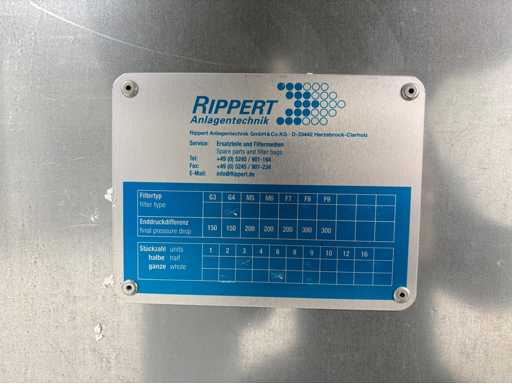 RIPPERT
Anlagentechnik
Rippert Anlagentechnik GmbH & Co.KG · D-33442 Herzebrock-Clarholz
Service: Ersatzteile und Filtermedien
Spare parts and filter bags
Tel: +49 (0) 5245 / 901-164
Fax: +49 (0) 5245 / 901-234
E-Mail: info@Rippert.de
Filtertyp G3 G4 M5 M6 F7 F8 F9
filter type
Enddruckdifferenz
final pressure drop 150 150 200 200 200 300 300
Stückzahl units 1 2 3 4 5 6 7 8 9 10 12 16
halbe half
ganze whole